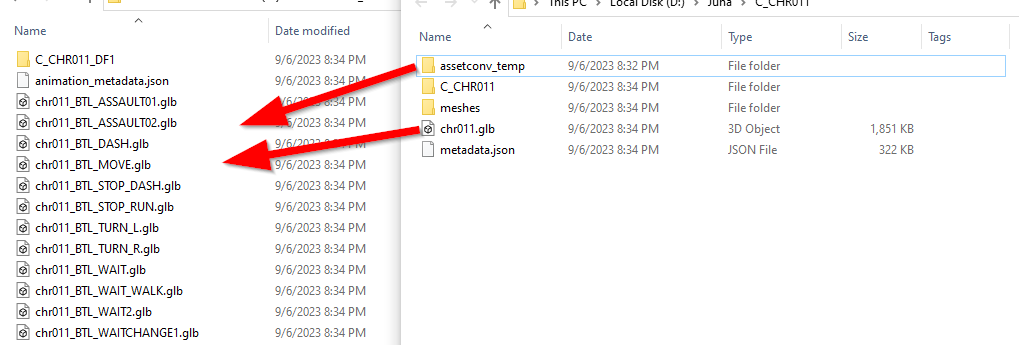 This PC > Local Disk (D:) > Juna > C_CHR011
Name Date modified
C_CHR011_DF1 9/6/2023 8:34 PM
animation_metadata.json 9/6/2023 8:34 PM
chr011_BTL_ASSAULT01.glb 9/6/2023 8:34 PM
chr011_BTL_ASSAULT02.glb 9/6/2023 8:34 PM
chr011_BTL_DASH.glb 9/6/2023 8:34 PM
chr011_BTL_MOVE.glb 9/6/2023 8:34 PM
chr011_BTL_STOP_DASH.glb 9/6/2023 8:34 PM
chr011_BTL_STOP_RUN.glb 9/6/2023 8:34 PM
chr011_BTL_TURN_L.glb 9/6/2023 8:34 PM
chr011_BTL_TURN_R.glb 9/6/2023 8:34 PM
chr011_BTL_WAIT.glb 9/6/2023 8:34 PM
chr011_BTL_WAIT_WALK.glb 9/6/2023 8:34 PM
chr011_BTL_WAIT2.glb 9/6/2023 8:34 PM
chr011_BTL_WAITCHANGE1.glb 9/6/2023 8:34 PM
Name Date Type Size Tags
assetconv_temp 9/6/2023 8:32 PM File folder
C_CHR011 9/6/2023 8:34 PM File folder
meshes 9/6/2023 8:34 PM File folder
chr011.glb 9/6/2023 8:34 PM 3D Object 1,851 KB
metadata.json 9/6/2023 8:34 PM JSON File 322 KB